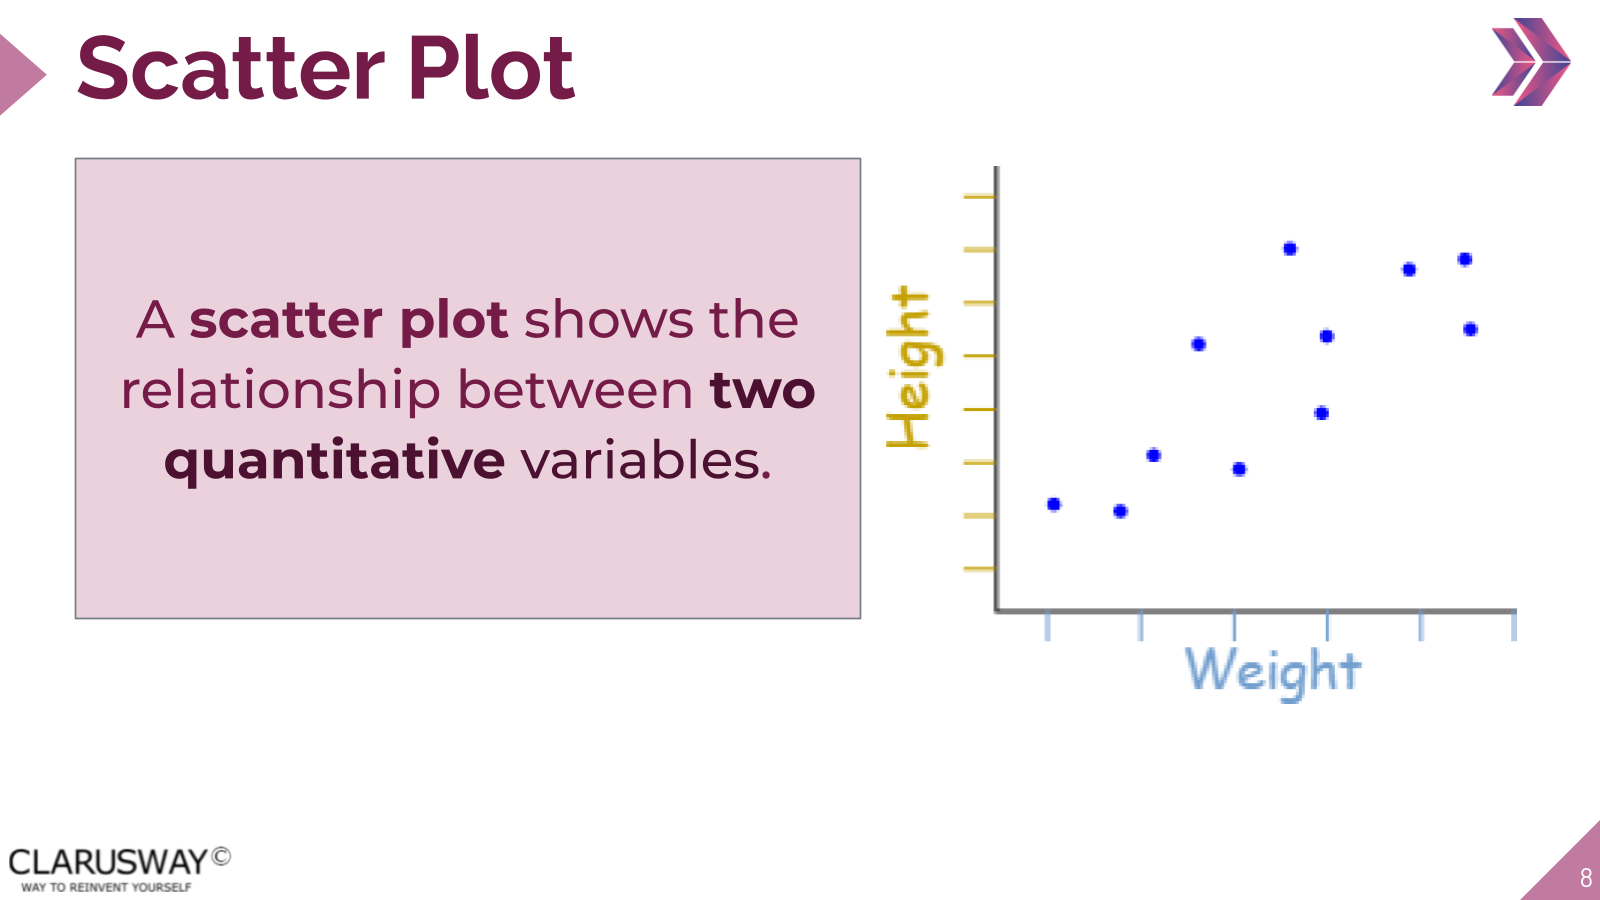 Scatter Plot
A scatter plot shows the
relationship between two
quantitative variables.
Height
Weight
CLARUSWAY©
WAY TO REINVENT YOURSELF
8